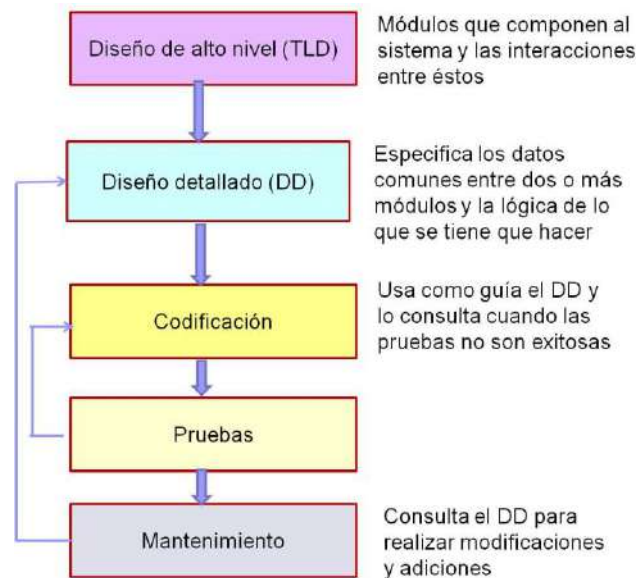 Diseño de alto nivel (TLD)
Módulos que componen al
sistema y las interacciones
entre éstos
Diseño detallado (DD)
Especifica los datos
comunes entre dos o más
módulos y la lógica de lo
que se tiene que hacer
Codificación
Usa como guía el DD y
lo consulta cuando las
pruebas no son exitosas
Pruebas
Mantenimiento
Consulta el DD para
realizar modificaciones
y adiciones